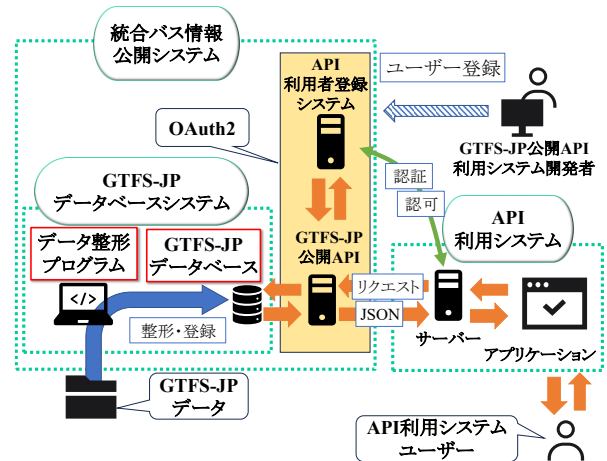 統合バス情報
公開システム
API
利用者登録
システム
ユーザー登録
OAuth2
GTFS-JP公開API
利用システム開発者
GTFS-JP
データベースシステム
認証
認可
API
利用システム
データ整形
プログラム
GTFS-JP
データベース
GTFS-JP
公開API
リクエスト
JSON
整形・登録
サーバー
アプリケーション
GTFS-JP
データ
API利用システム
ユーザー